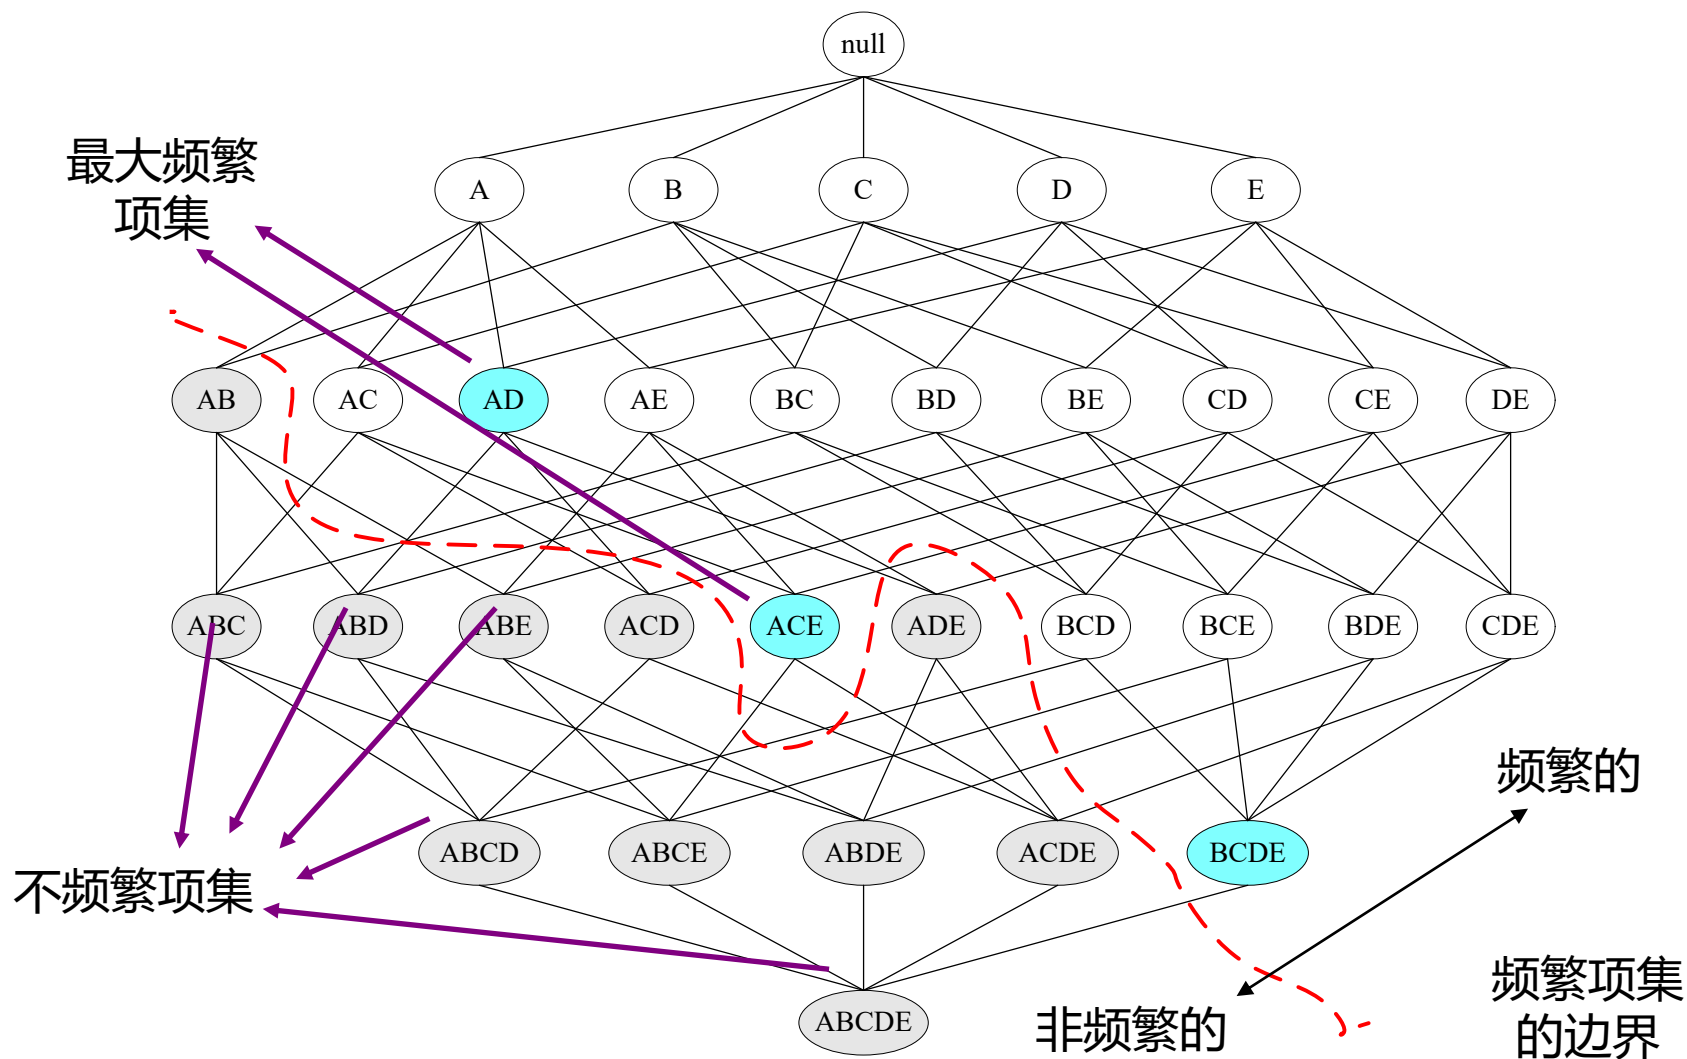 null
最大频繁
项集
A B C D E
AB AC AD AE BC BD BE CD CE DE
ABC ABD ABE ACD ACE ADE BCD BCE BDE CDE
频繁的
ABCD ABCE ABDE ACDE BCDE
不频繁项集
ABCDE
非频繁的
频繁项集
的边界